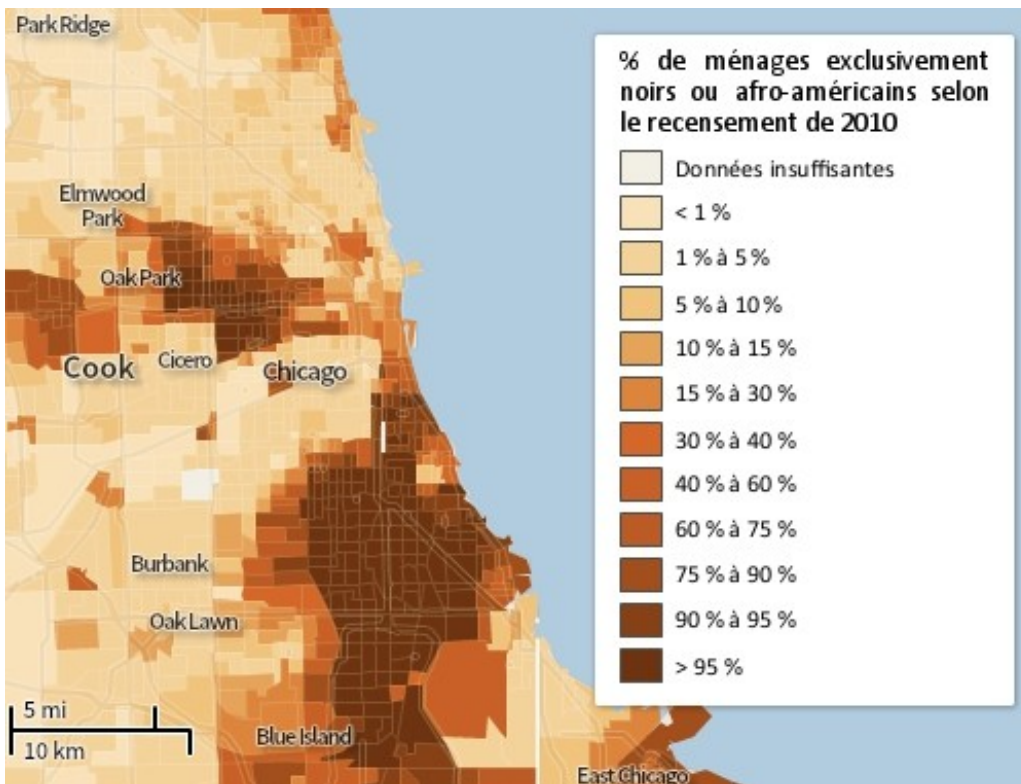 Park Ridge
Elmwood
Park
Oak Park
Cook
Cicero
Chicago
Burbank
Oak Lawn
Blue Island
East Chicago
5 mi
10 km
% de ménages exclusivement
noirs ou afro-américains selon
le recensement de 2010
Données insuffisantes
< 1 %
1 % à 5 %
5 % à 10 %
10 % à 15 %
15 % à 30 %
30 % à 40 %
40 % à 60 %
60 % à 75 %
75 % à 90 %
90 % à 95 %
> 95 %